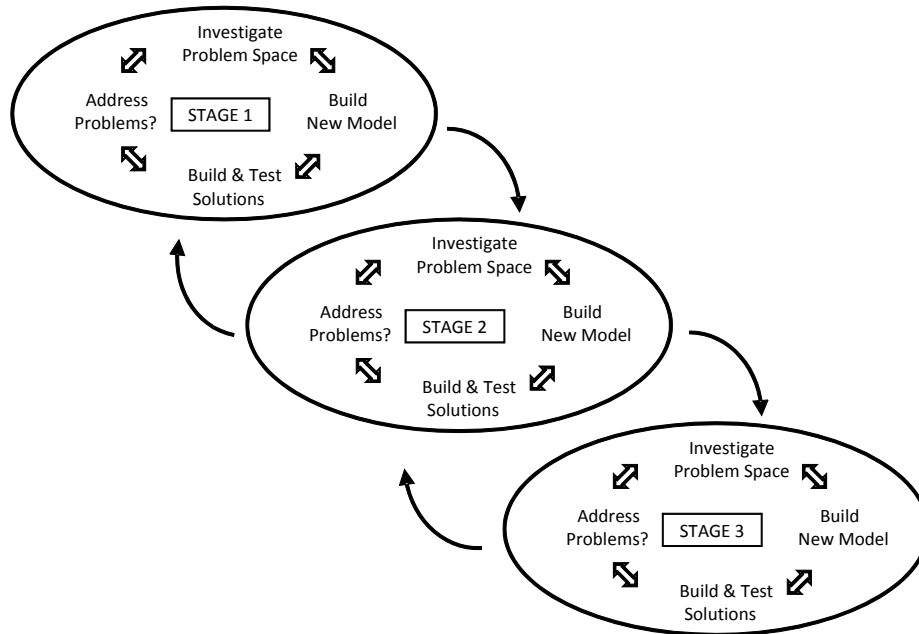 Investigate
Problem Space
Address
Problems?
STAGE 1
Build
New Model
Build & Test
Solutions
Investigate
Problem Space
Address
Problems?
STAGE 2
Build
New Model
Build & Test
Solutions
Investigate
Problem Space
Address
Problems?
STAGE 3
Build
New Model
Build & Test
Solutions